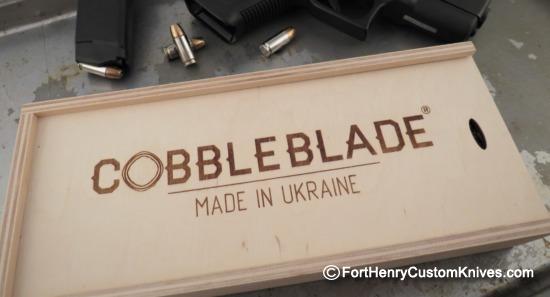 COBBLEBLADE®
MADE IN UKRAINE
©FortHenryCustomKnives.com